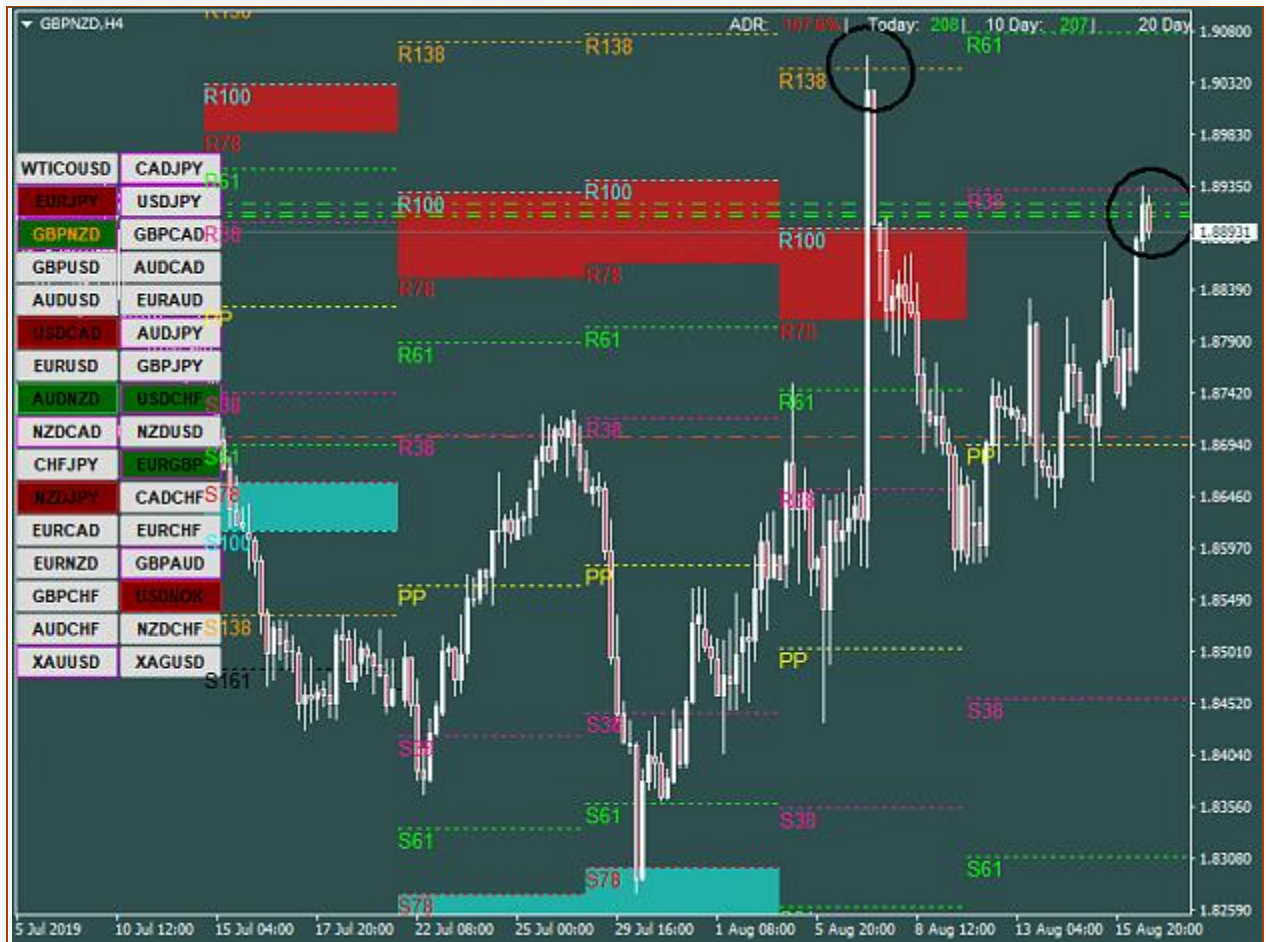 GBPNZD,H4
ADR: 107.6% | Today: 208 | 10 Day: 207 | 20 Day
R138
R138
R138
R61
R138
R100
R78
R61
R38
PP
S38
S61
S78
S100
S138
S161
R100
R78
R61
R38
PP
S38
S61
S78
R100
R78
R61
R38
PP
S38
S61
S78
R100
R78
R61
R38
PP
S38
R38
PP
S38
S61
WTICOUSD CADJPY
EURJPY USDJPY
GBPNZD GBPCAD
GBPUSD AUDCAD
AUDUSD EURAUD
USDCAD AUDJPY
EURUSD GBPJPY
AUDNZD USDCHF
NZDCAD NZDUSD
CHFJPY EURGBP
NZDJPY CADCHF
EURCAD EURCHF
EURNZD GBPAUD
GBPCHF USDNOK
AUDCHF NZDCHF
XAUUSD XAGUSD
1.90800
1.90320
1.89830
1.89350
1.88931
1.88390
1.87900
1.87420
1.86940
1.86460
1.85970
1.85490
1.85010
1.84520
1.84040
1.83560
1.83080
1.82590
5 Jul 2019 10 Jul 12:00 15 Jul 04:00 17 Jul 20:00 22 Jul 08:00 25 Jul 00:00 29 Jul 16:00 1 Aug 08:00 5 Aug 20:00 8 Aug 12:00 13 Aug 04:00 15 Aug 20:00